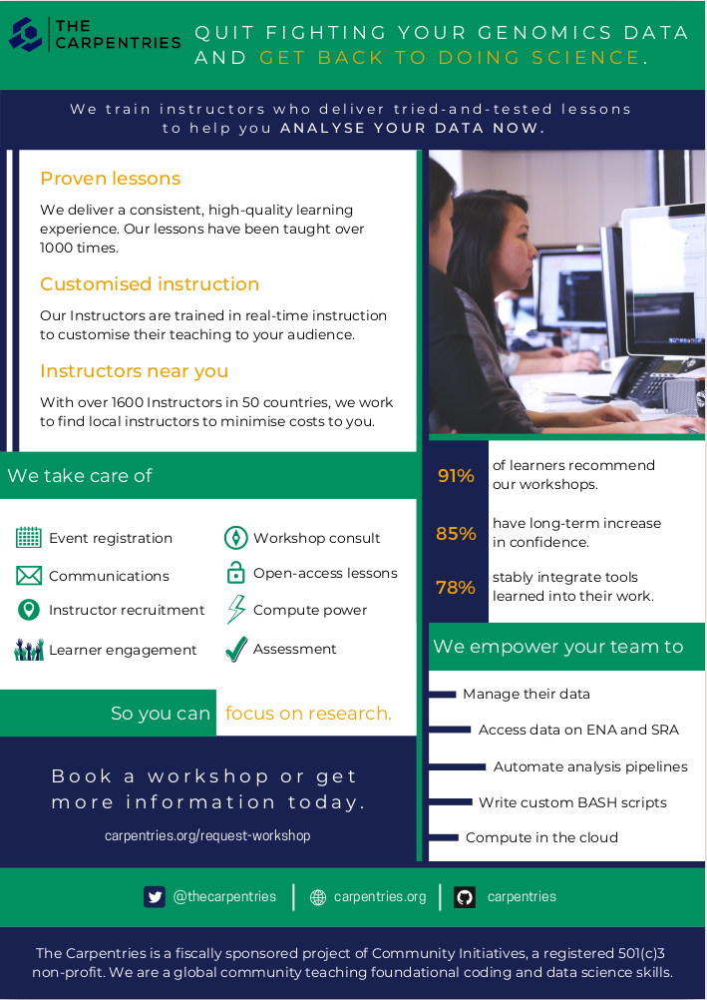 THE
CARPENTRIES
QUIT FIGHTING YOUR GENOMICS DATA
AND GET BACK TO DOING SCIENCE.
We train instructors who deliver tried-and-tested lessons
to help you ANALYSE YOUR DATA NOW.
Proven lessons
We deliver a consistent, high-quality learning
experience. Our lessons have been taught over
1000 times.
Customised instruction
Our Instructors are trained in real-time instruction
to customise their teaching to your audience.
Instructors near you
With over 1600 Instructors in 50 countries, we work
to find local instructors to minimise costs to you.
We take care of
Event registration
Communications
Instructor recruitment
Learner engagement
Workshop consult
Open-access lessons
Compute power
Assessment
So you can focus on research.
Book a workshop or get
more information today.
carpentries.org/request-workshop
91% of learners recommend
our workshops.
85% have long-term increase
in confidence.
78% stably integrate tools
learned into their work.
We empower your team to
Manage their data
Access data on ENA and SRA
Automate analysis pipelines
Write custom BASH scripts
Compute in the cloud
@thecarpentries | carpentries.org | carpentries
The Carpentries is a fiscally sponsored project of Community Initiatives, a registered 501(c)3
non-profit. We are a global community teaching foundational coding and data science skills.